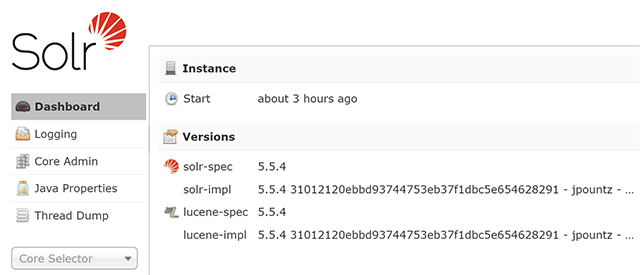 Solr
Instance
Start about 3 hours ago
Dashboard
Logging
Core Admin
Java Properties
Thread Dump
Core Selector
Versions
solr-spec 5.5.4
solr-impl 5.5.4 31012120ebbd93744753eb37f1dbc5e654628291 - jpountz - ...
lucene-spec 5.5.4
lucene-impl 5.5.4 31012120ebbd93744753eb37f1dbc5e654628291 - jpountz - ...